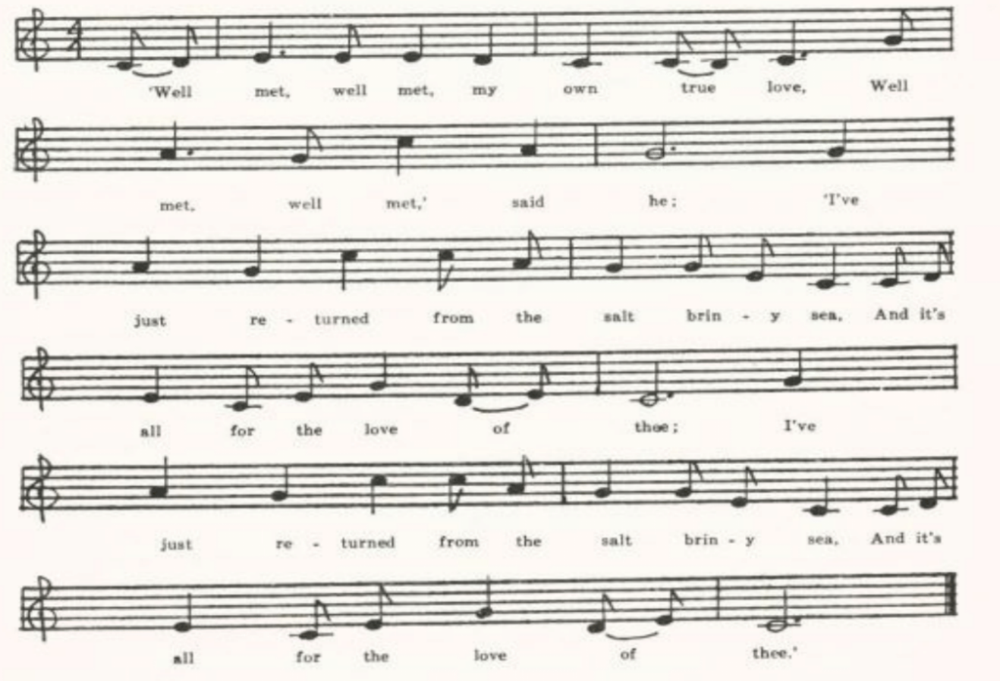 4
4
'Well met, well met, my own true love, Well
met, well met,' said he; 'I've
just re - turned from the salt brin - y sea, And it's
all for the love of thee; I've
just re - turned from the salt brin - y sea, And it's
all for the love of thee.'